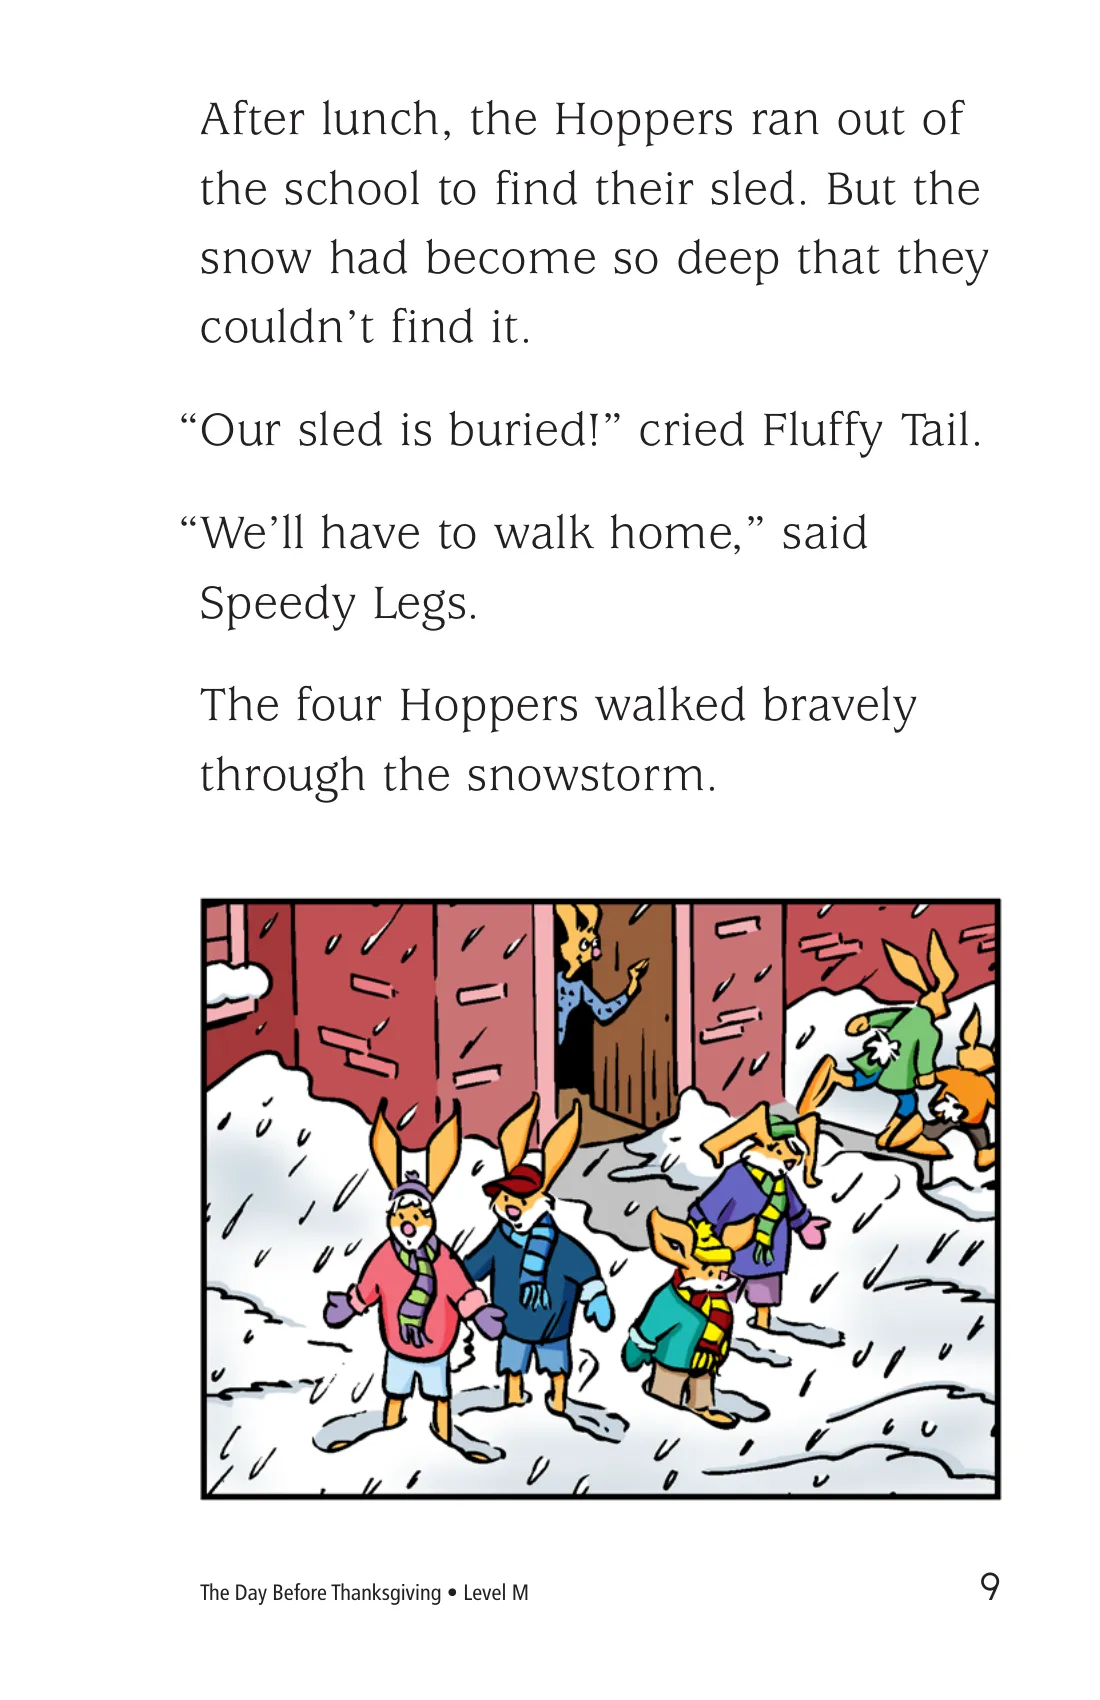 After lunch, the Hoppers ran out of
the school to find their sled. But the
snow had become so deep that they
couldn’t find it.
“Our sled is buried!” cried Fluffy Tail.
“We’ll have to walk home,” said
Speedy Legs.
The four Hoppers walked bravely
through the snowstorm.
The Day Before Thanksgiving • Level M
9